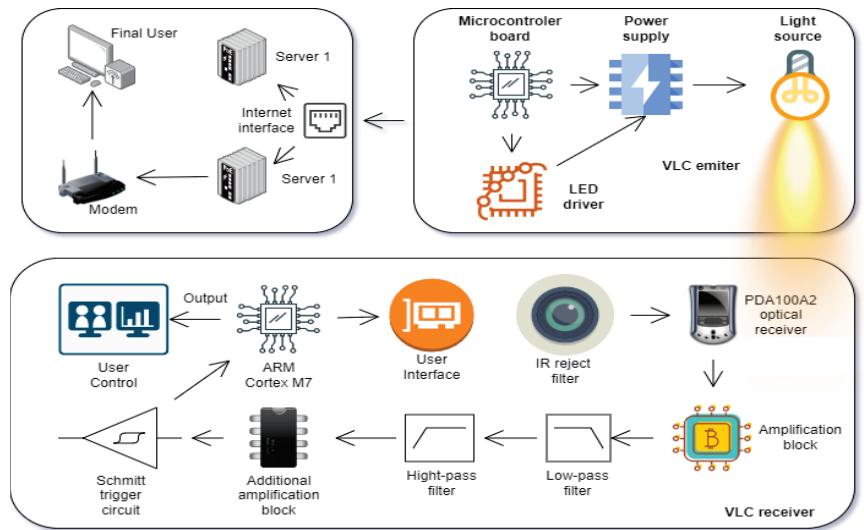 Final User
Server 1
Internet
interface
Server 1
Modem
Microcontroler
board
Power
supply
Light
source
LED
driver
VLC emiter
Output
User
Control
ARM
Cortex M7
User
Interface
IR reject
filter
PDA100A2
optical
receiver
Schmitt
trigger
circuit
Additional
amplification
block
Hight-pass
filter
Low-pass
filter
Amplification
block
VLC receiver